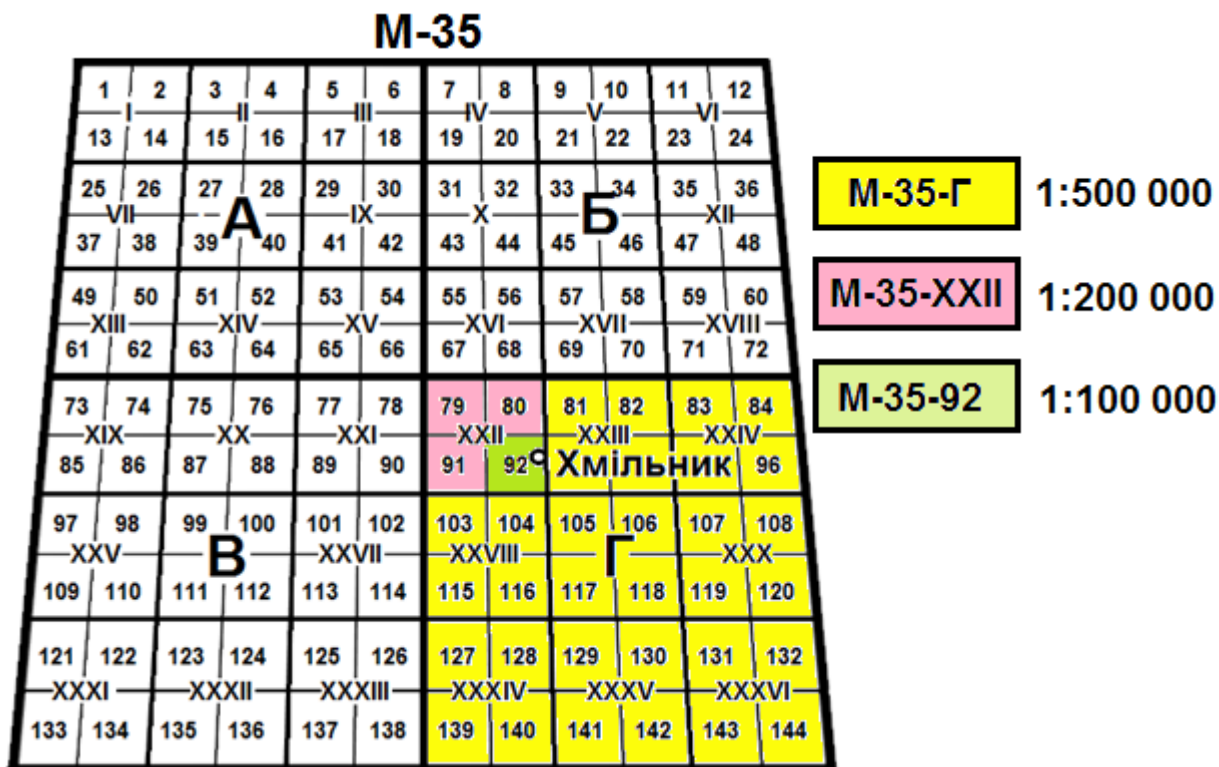 М-35
1 2 3 4 5 6 7 8 9 10 11 12
I II III IV V VI
13 14 15 16 17 18 19 20 21 22 23 24
25 26 27 28 29 30 31 32 33 34 35 36
VII А IX X Б XII
37 38 39 40 41 42 43 44 45 46 47 48
49 50 51 52 53 54 55 56 57 58 59 60
XIII XIV XV XVI XVII XVIII
61 62 63 64 65 66 67 68 69 70 71 72
73 74 75 76 77 78 79 80 81 82 83 84
XIX XX XXI XXII XXIII XXIV
85 86 87 88 89 90 91 92 Хмільник 96
97 98 99 100 101 102 103 104 105 106 107 108
XXV В XXVII XXVIII Г XXX
109 110 111 112 113 114 115 116 117 118 119 120
121 122 123 124 125 126 127 128 129 130 131 132
XXXI XXXII XXXIII XXXIV XXXV XXXVI
133 134 135 136 137 138 139 140 141 142 143 144
М-35-Г 1:500 000
М-35-XXII 1:200 000
М-35-92 1:100 000